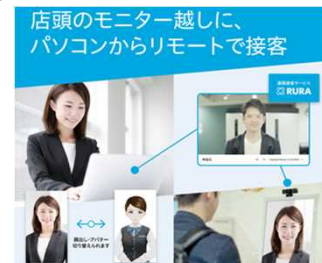 店頭のモニター越しに、
パソコンからリモートで接客
遠隔接客サービス
RURA
顔出し・アバター
切り替えられます